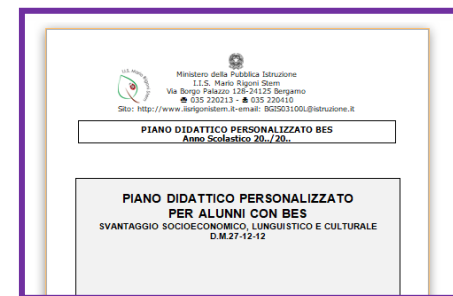 I.I.S. Mario Rigoni Stern
Ministero della Pubblica Istruzione
I.I.S. Mario Rigoni Stern
Via Borgo Palazzo 128-24125 Bergamo
035 220213 - 035 220410
Sito: http://www.iisrigonistern.it-email: BGIS03100L@istruzione.it
PIANO DIDATTICO PERSONALIZZATO BES
Anno Scolastico 20../20..
PIANO DIDATTICO PERSONALIZZATO
PER ALUNNI CON BES
SVANTAGGIO SOCIOECONOMICO, LUNGUISTICO E CULTURALE
D.M.27-12-12